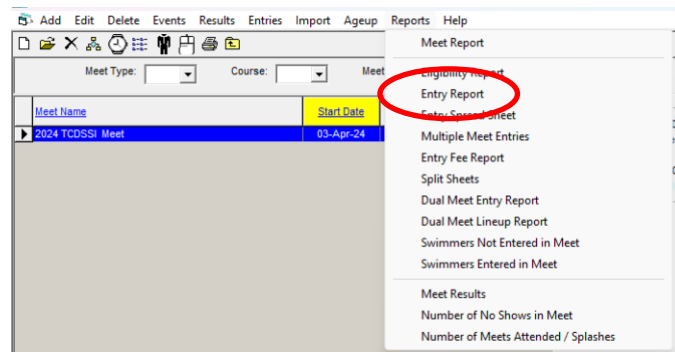 Add Edit Delete Events Results Entries Import Ageup Reports Help
Meet Type: Course: Meet
Meet Name Start Date
2024 TCDSSI Meet 03-Apr-24
Meet Report
Eligibility Report
Entry Report
Entry Spread Sheet
Multiple Meet Entries
Entry Fee Report
Split Sheets
Dual Meet Entry Report
Dual Meet Lineup Report
Swimmers Not Entered in Meet
Swimmers Entered in Meet
Meet Results
Number of No Shows in Meet
Number of Meets Attended / Splashes